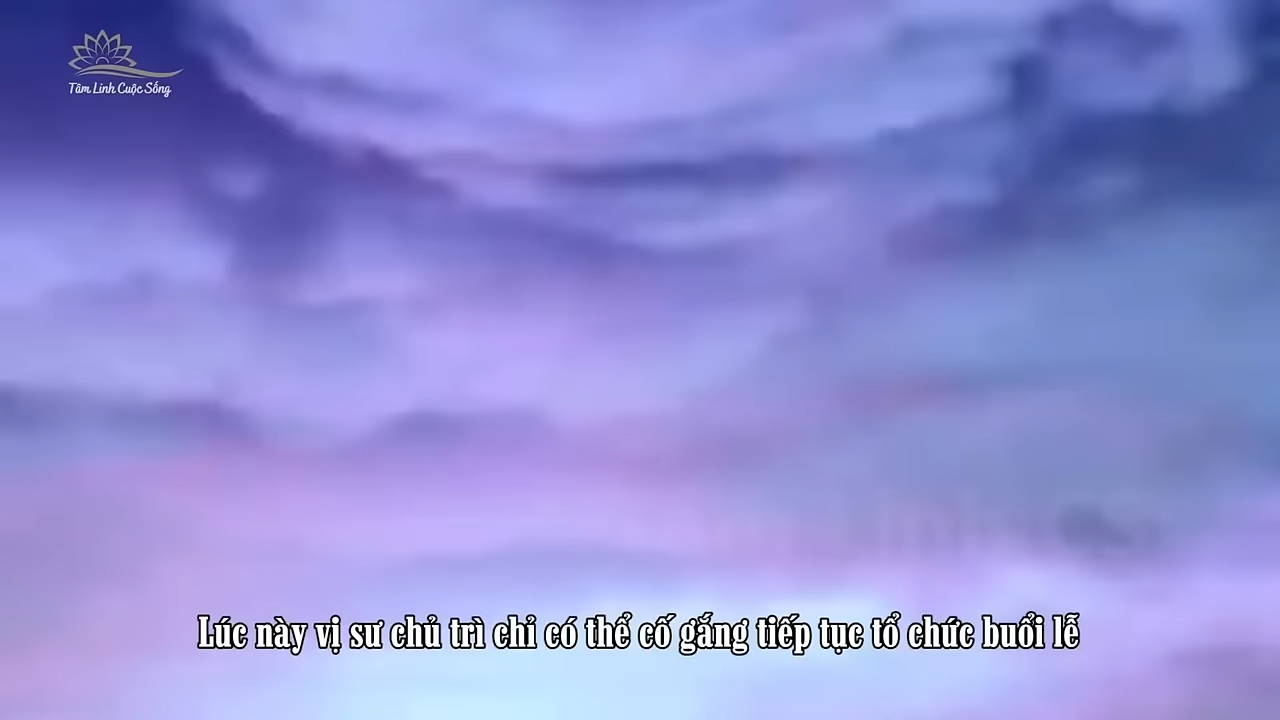 Tâm Linh Cuộc Sống
Lúc này vị sư chủ trì chỉ có thể cố gắng tiếp tục tổ chức buổi lễ